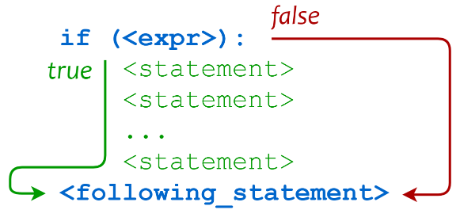 false
if (<expr>):
true
<statement>
<statement>
...
<statement>
<following_statement>